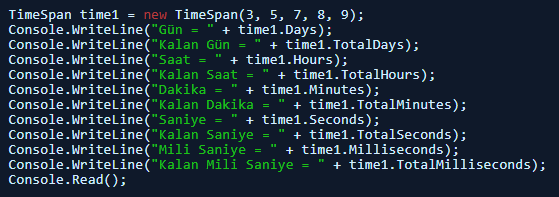 TimeSpan time1 = new TimeSpan(3, 5, 7, 8, 9);
Console.WriteLine("Gün = " + time1.Days);
Console.WriteLine("Kalan Gün = " + time1.TotalDays);
Console.WriteLine("Saat = " + time1.Hours);
Console.WriteLine("Kalan Saat = " + time1.TotalHours);
Console.WriteLine("Dakika = " + time1.Minutes);
Console.WriteLine("Kalan Dakika = " + time1.TotalMinutes);
Console.WriteLine("Saniye = " + time1.Seconds);
Console.WriteLine("Kalan Saniye = " + time1.TotalSeconds);
Console.WriteLine("Mili Saniye = " + time1.Milliseconds);
Console.WriteLine("Kalan Mili Saniye = " + time1.TotalMilliseconds);
Console.Read();